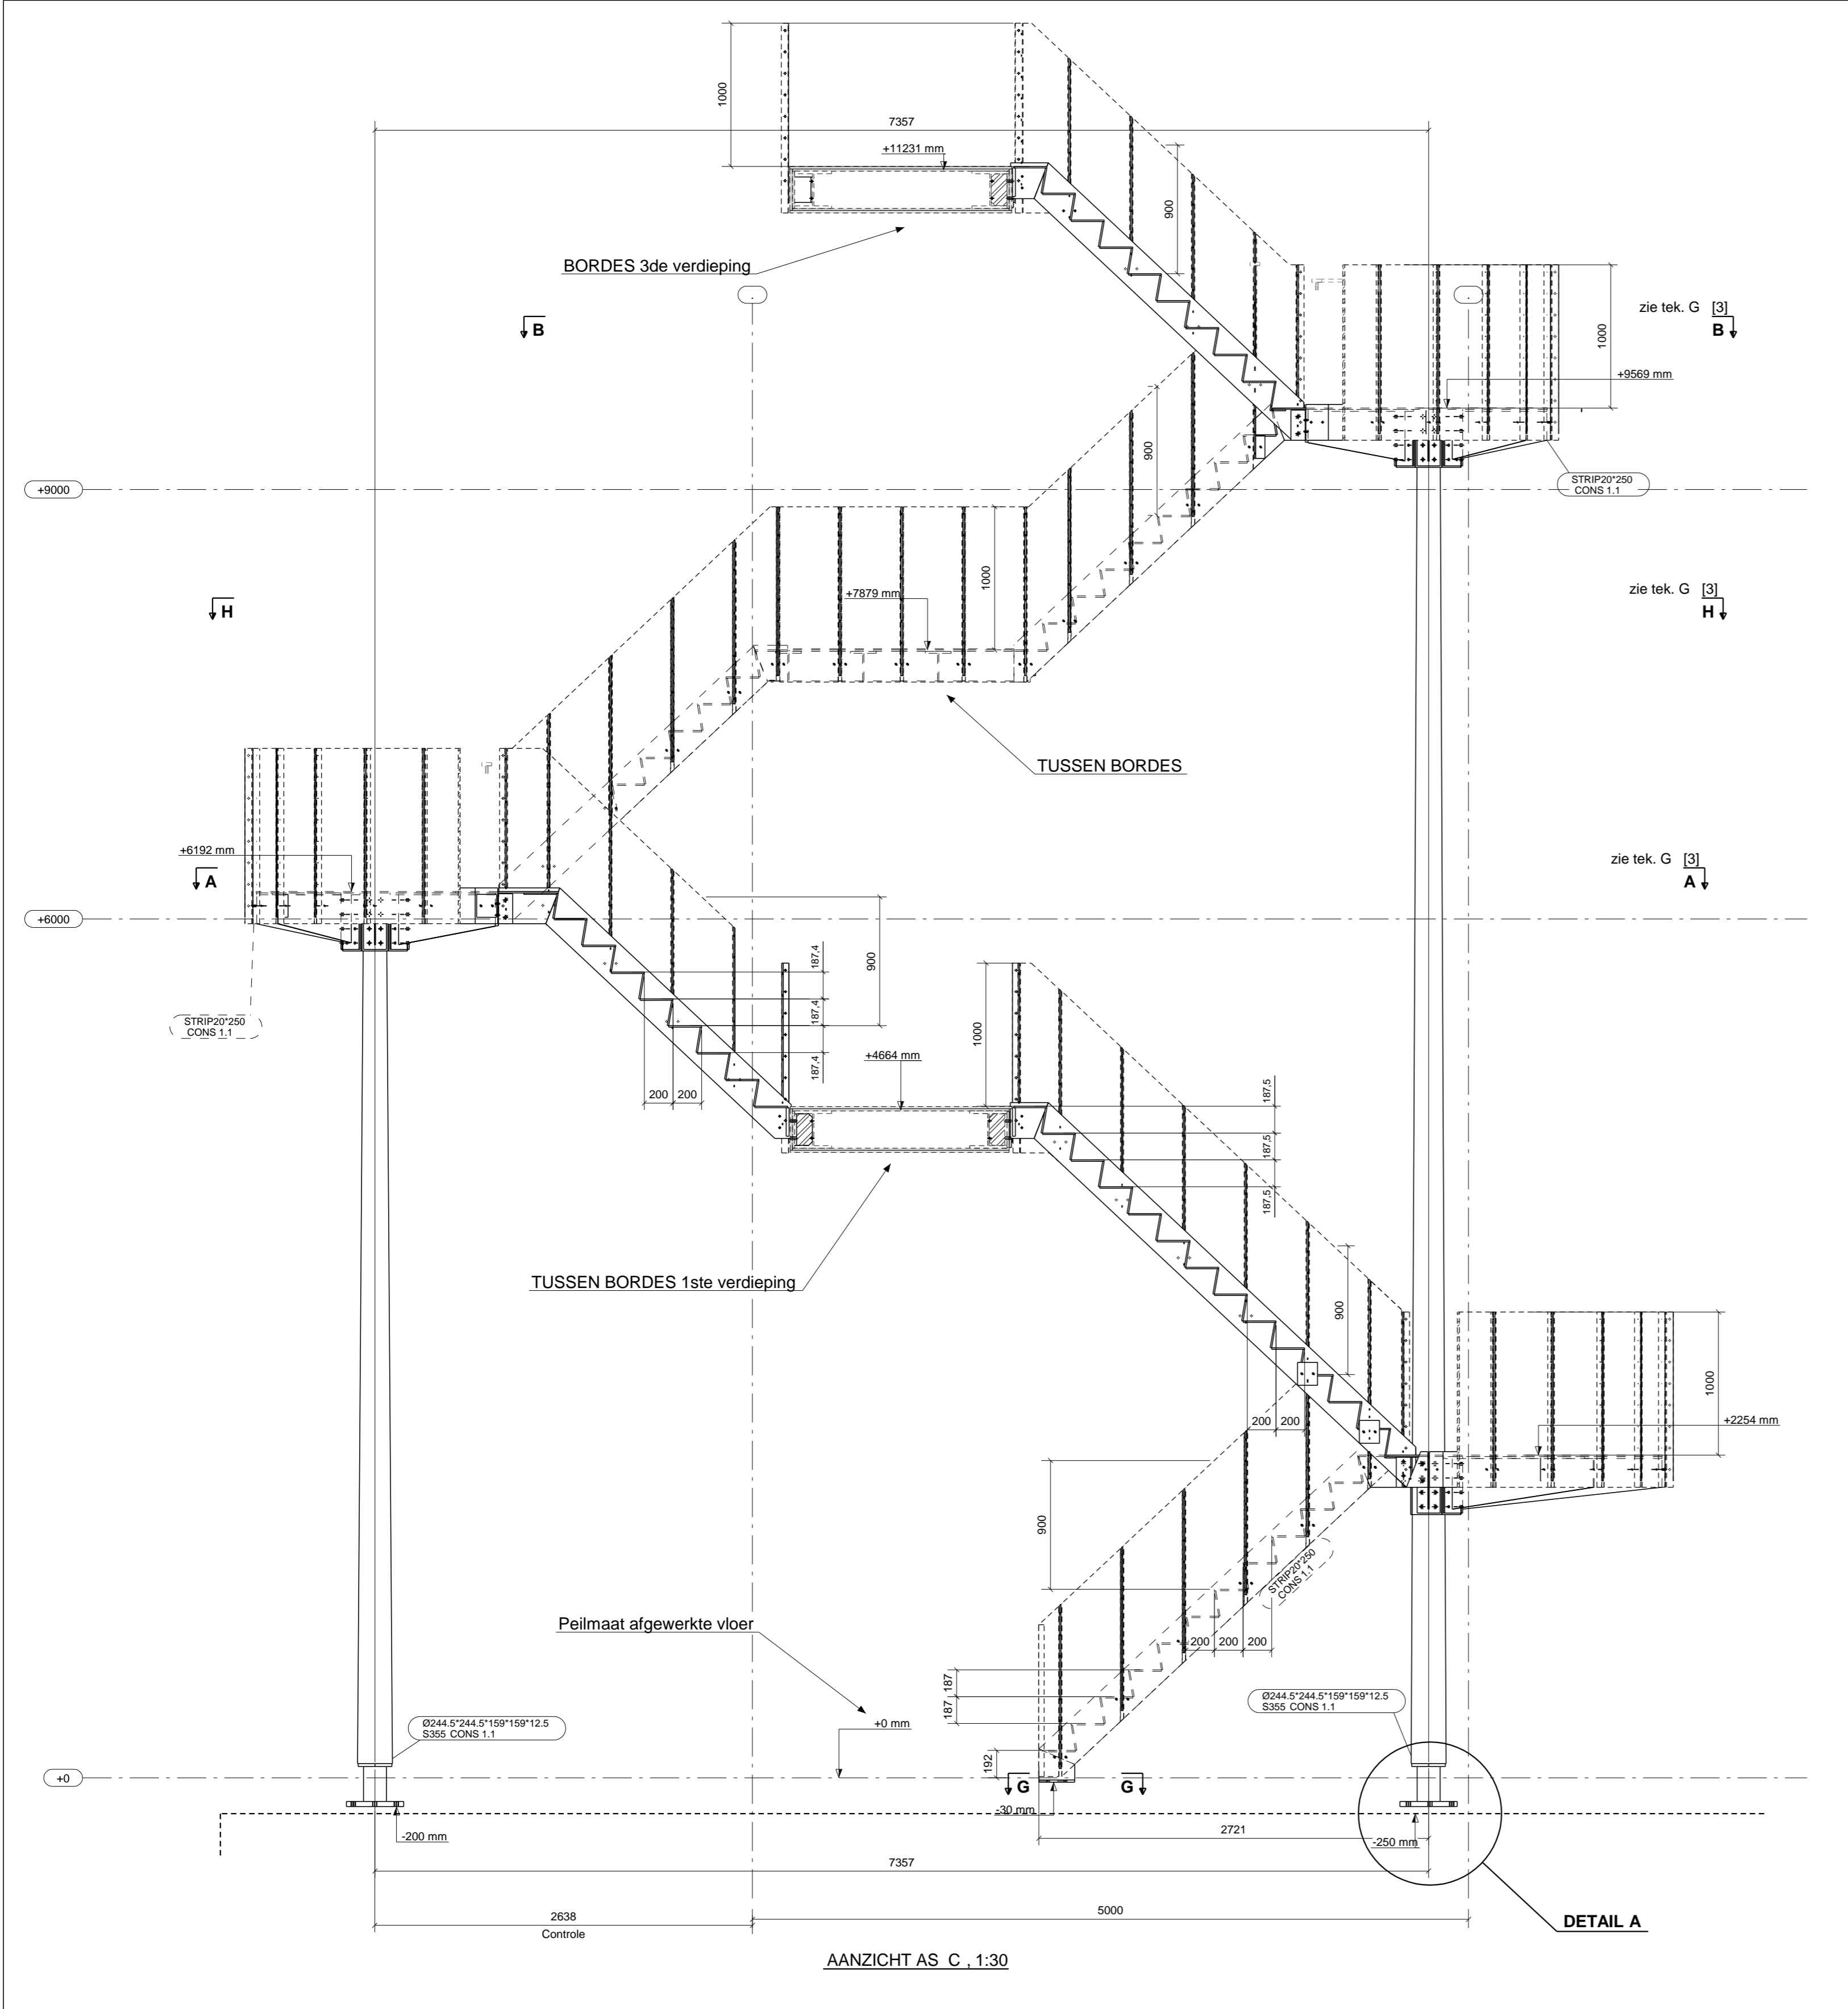 1000
7357
+11231 mm
900
BORDES 3de verdieping
B
zie tek. G [3]
B
1000
+9569 mm
900
+9000
STRIP20*250
CONS 1.1
1000
+7879 mm
H
zie tek. G [3]
H
TUSSEN BORDES
+6192 mm
A
zie tek. G [3]
A
+6000
187,4
900
187,4
187,4
STRIP20*250
CONS 1.1
1000
+4664 mm
200
200
187,5
187,5
187,5
TUSSEN BORDES 1ste verdieping
900
1000
200
200
+2254 mm
900
STRIP20*250
CONS 1.1
Peilmaat afgewerkte vloer
200
200
200
187
187
Ø244.5*244.5*159*159*12.5
S355 CONS 1.1
Ø244.5*244.5*159*159*12.5
S355 CONS 1.1
+0 mm
192
+0
G
G
-30 mm
-200 mm
2721
-250 mm
7357
2638
Controle
5000
DETAIL A
AANZICHT AS C , 1:30